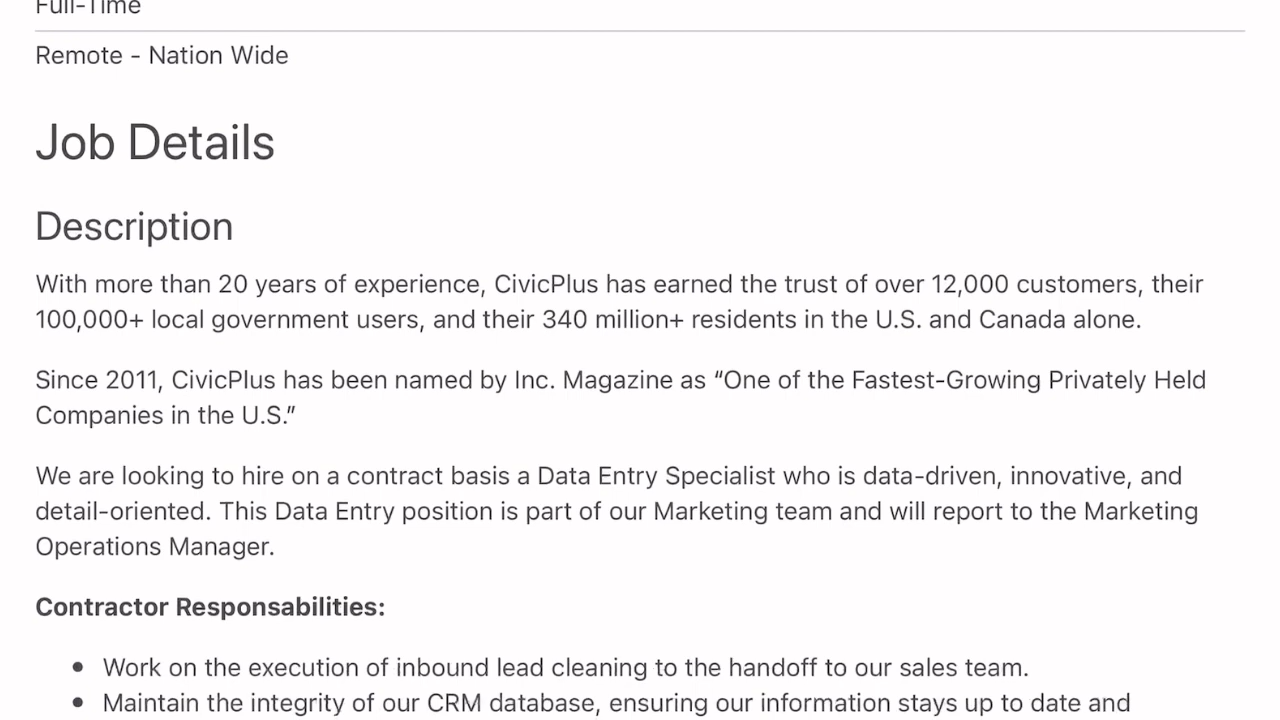 Full-Time
Remote - Nation Wide
Job Details
Description
With more than 20 years of experience, CivicPlus has earned the trust of over 12,000 customers, their
100,000+ local government users, and their 340 million+ residents in the U.S. and Canada alone.
Since 2011, CivicPlus has been named by Inc. Magazine as “One of the Fastest-Growing Privately Held
Companies in the U.S.”
We are looking to hire on a contract basis a Data Entry Specialist who is data-driven, innovative, and
detail-oriented. This Data Entry position is part of our Marketing team and will report to the Marketing
Operations Manager.
Contractor Responsabilities:
• Work on the execution of inbound lead cleaning to the handoff to our sales team.
• Maintain the integrity of our CRM database, ensuring our information stays up to date and